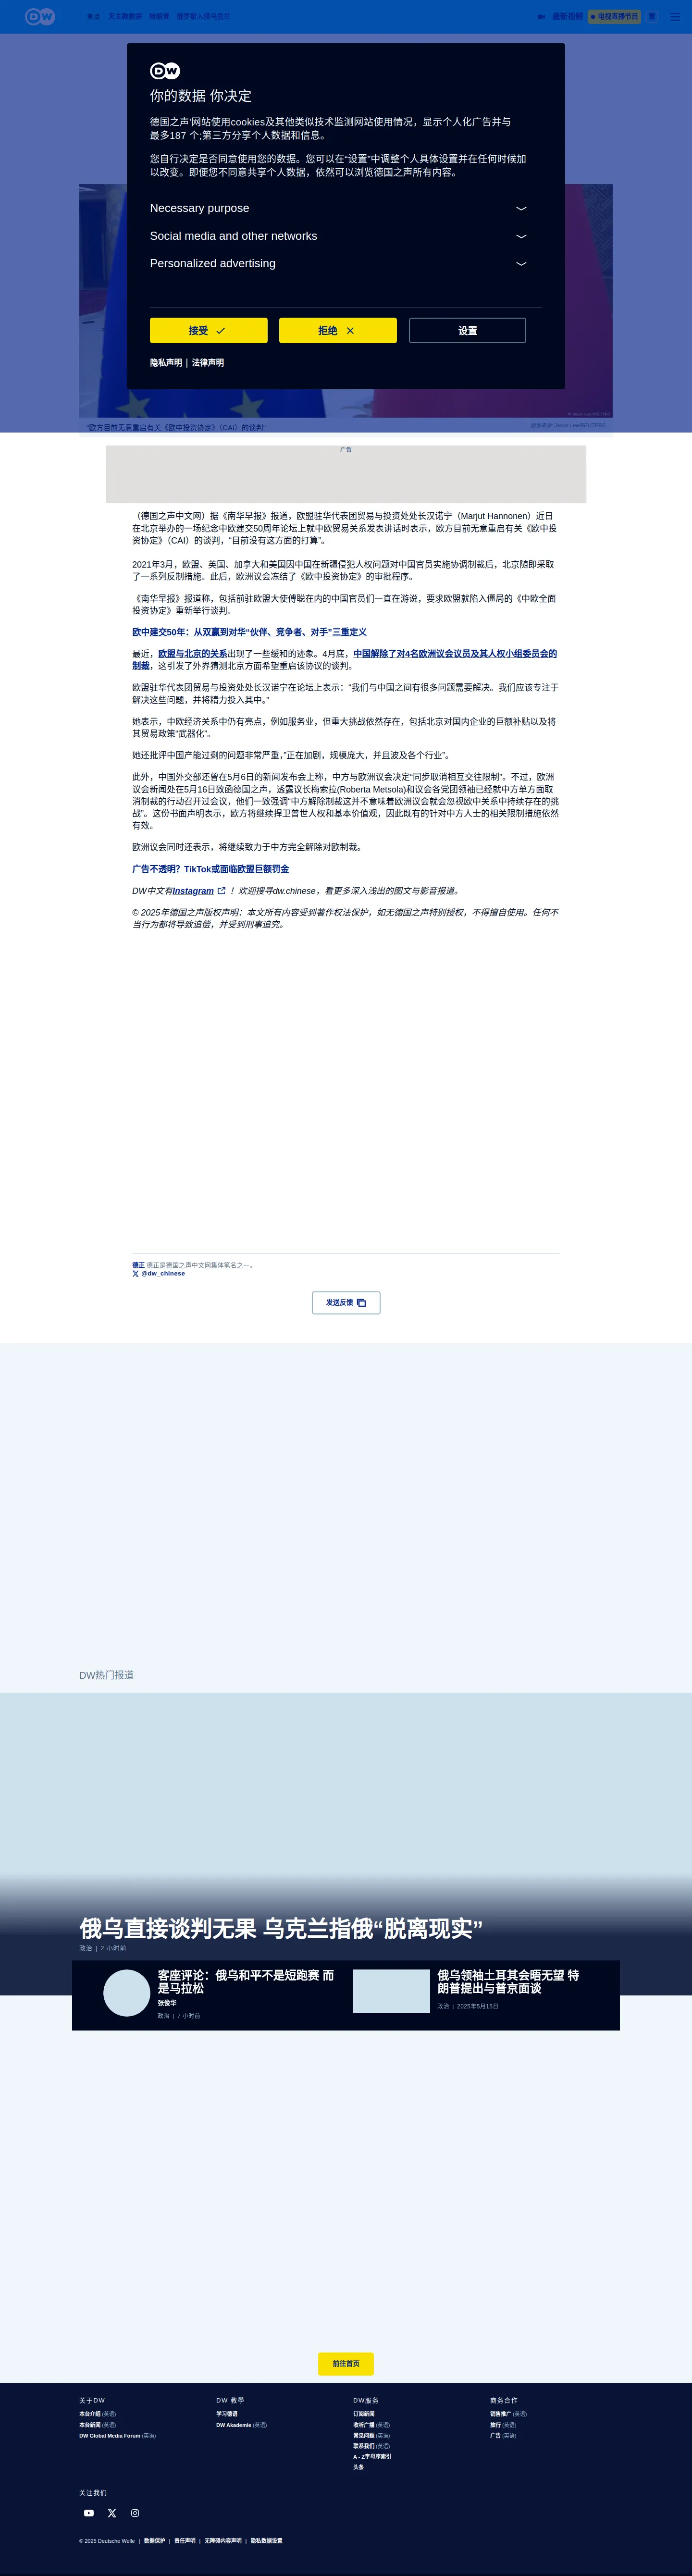 DW
焦点 天主教教宗 特朗普 俄罗斯入侵乌克兰
最新视频
电视直播节目
繁
DW
你的数据 你决定
德国之声'网站使用cookies及其他类似技术监测网站使用情况，显示个人化广告并与
最多187 个;第三方分享个人数据和信息。
您自行决定是否同意使用您的数据。您可以在“设置“中调整个人具体设置并在任何时候加
以改变。即便您不同意共享个人数据，依然可以浏览德国之声所有内容。
Necessary purpose
Social media and other networks
Personalized advertising
接受
拒绝
设置
隐私声明 | 法律声明
“欧方目前无意重启有关《欧中投资协定》（CAI）的谈判”
图像来源: Jason Lee/REUTERS
广告
（德国之声中文网）据《南华早报》报道，欧盟驻华代表团贸易与投资处处长汉诺宁（Marjut Hannonen）近日
在北京举办的一场纪念中欧建交50周年论坛上就中欧贸易关系发表讲话时表示，欧方目前无意重启有关《欧中投
资协定》（CAI）的谈判，“目前没有这方面的打算”。
2021年3月，欧盟、英国、加拿大和美国因中国在新疆侵犯人权问题对中国官员实施协调制裁后，北京随即采取
了一系列反制措施。此后，欧洲议会冻结了《欧中投资协定》的审批程序。
《南华早报》报道称，包括前驻欧盟大使傅聪在内的中国官员们一直在游说，要求欧盟就陷入僵局的《中欧全面
投资协定》重新举行谈判。
欧中建交50年：从双赢到对华“伙伴、竞争者、对手”三重定义
最近，欧盟与北京的关系出现了一些缓和的迹象。4月底，中国解除了对4名欧洲议会议员及其人权小组委员会的
制裁，这引发了外界猜测北京方面希望重启该协议的谈判。
欧盟驻华代表团贸易与投资处处长汉诺宁在论坛上表示：“我们与中国之间有很多问题需要解决。我们应该专注于
解决这些问题，并将精力投入其中。”
她表示，中欧经济关系中仍有亮点，例如服务业，但重大挑战依然存在，包括北京对国内企业的巨额补贴以及将
其贸易政策“武器化”。
她还批评中国产能过剩的问题非常严重，”正在加剧，规模庞大，并且波及各个行业”。
此外，中国外交部还曾在5月6日的新闻发布会上称，中方与欧洲议会决定“同步取消相互交往限制”。不过，欧洲
议会新闻处在5月16日致函德国之声，透露议长梅索拉(Roberta Metsola)和议会各党团领袖已经就中方单方面取
消制裁的行动召开过会议，他们一致强调“中方解除制裁这并不意味着欧洲议会就会忽视欧中关系中持续存在的挑
战”。这份书面声明表示，欧方将继续捍卫普世人权和基本价值观，因此既有的针对中方人士的相关限制措施依然
有效。
欧洲议会同时还表示，将继续致力于中方完全解除对欧制裁。
广告不透明？TikTok或面临欧盟巨额罚金
DW中文有Instagram ！欢迎搜寻dw.chinese，看更多深入浅出的图文与影音报道。
© 2025年德国之声版权声明：本文所有内容受到著作权法保护，如无德国之声特别授权，不得擅自使用。任何不
当行为都将导致追偿，并受到刑事追究。
德正 德正是德国之声中文网集体笔名之一。
@dw_chinese
发送反馈
DW热门报道
俄乌直接谈判无果 乌克兰指俄“脱离现实”
政治 | 2 小时前
客座评论：俄乌和平不是短跑赛 而
是马拉松
张俊华
政治 | 7 小时前
俄乌领袖土耳其会晤无望 特
朗普提出与普京面谈
政治 | 2025年5月15日
前往首页
关于DW
本台介绍 (英语)
本台新闻 (英语)
DW Global Media Forum (英语)
DW 教學
学习德语
DW Akademie (英语)
DW服务
订阅新闻
收听广播 (英语)
常见问题 (英语)
联系我们 (英语)
A - Z字母序索引
头条
商务合作
销售推广 (英语)
旅行 (英语)
广告 (英语)
关注我们
© 2025 Deutsche Welle | 数据保护 | 责任声明 | 无障碍内容声明 | 隐私数据设置